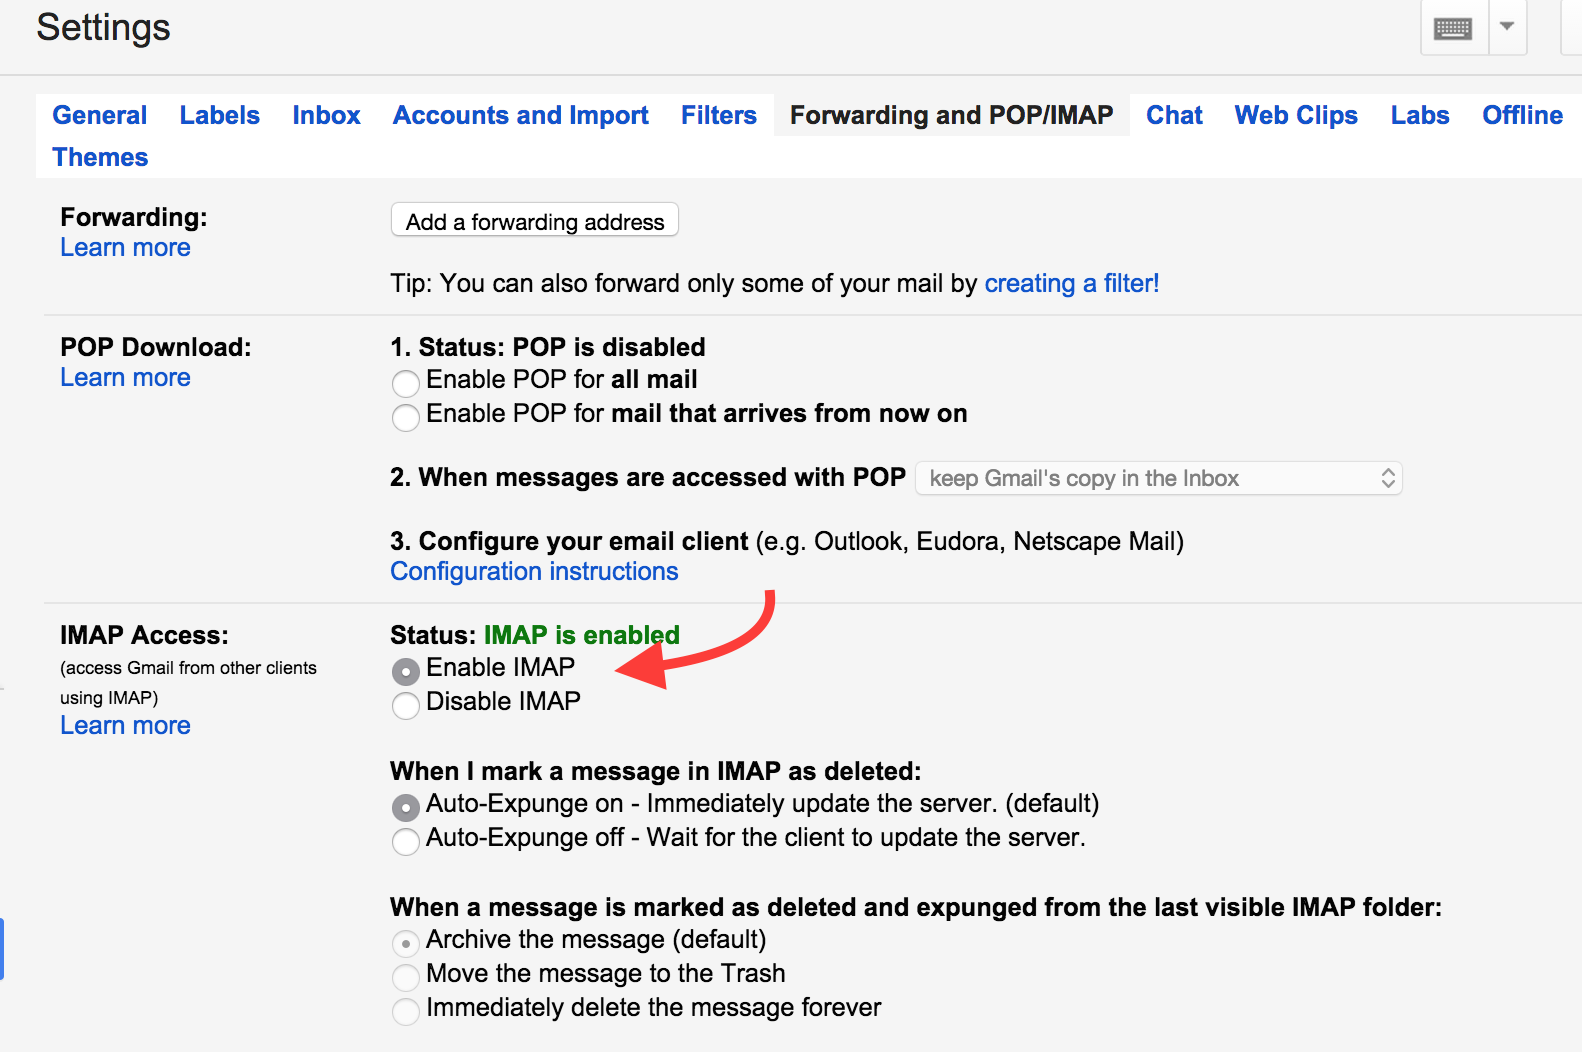 Settings
General Labels Inbox Accounts and Import Filters Forwarding and POP/IMAP Chat Web Clips Labs Offline
Themes
Forwarding:
Learn more
Add a forwarding address
Tip: You can also forward only some of your mail by creating a filter!
POP Download:
Learn more
1. Status: POP is disabled
Enable POP for all mail
Enable POP for mail that arrives from now on
2. When messages are accessed with POP keep Gmail's copy in the Inbox
3. Configure your email client (e.g. Outlook, Eudora, Netscape Mail)
Configuration instructions
IMAP Access:
(access Gmail from other clients
using IMAP)
Learn more
Status: IMAP is enabled
Enable IMAP
Disable IMAP
When I mark a message in IMAP as deleted:
Auto-Expunge on - Immediately update the server. (default)
Auto-Expunge off - Wait for the client to update the server.
When a message is marked as deleted and expunged from the last visible IMAP folder:
Archive the message (default)
Move the message to the Trash
Immediately delete the message forever